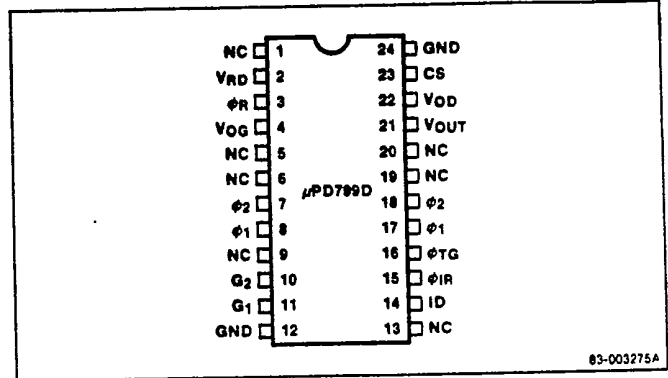 NC 1 24 GND
VRD 2 23 CS
ϕR 3 22 VOD
VOG 4 21 VOUT
NC 5 20 NC
NC 6 19 NC
μPD799D
ϕ2 7 18 ϕ2
ϕ1 8 17 ϕ1
NC 9 16 ϕTG
G2 10 15 ϕIR
G1 11 14 ID
GND 12 13 NC
83-003275A